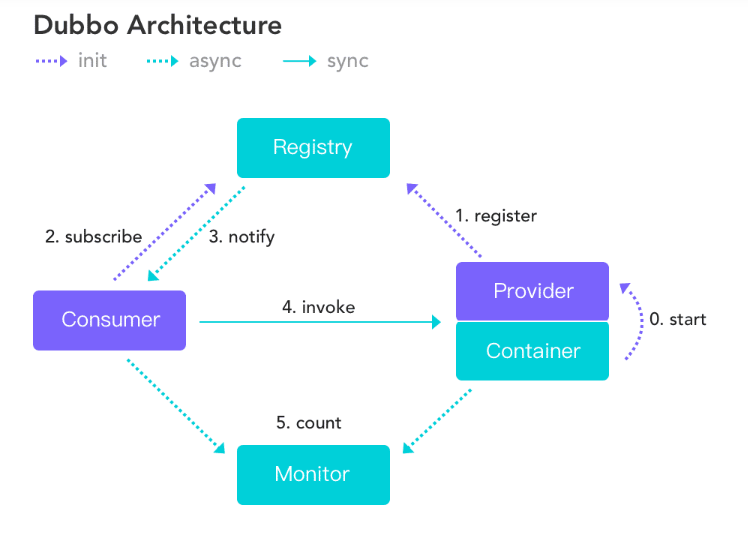 Dubbo Architecture
init async sync
Registry
1. register
2. subscribe 3. notify
Provider
4. invoke
Consumer
0. start
Container
5. count
Monitor